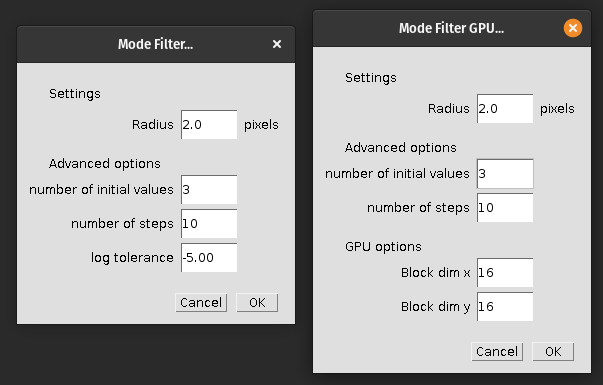 Mode Filter...
Settings
Radius 2.0 pixels
Advanced options
number of initial values 3
number of steps 10
log tolerance -5.00
Cancel OK
Mode Filter GPU...
Settings
Radius 2.0 pixels
Advanced options
number of initial values 3
number of steps 10
GPU options
Block dim x 16
Block dim y 16
Cancel OK